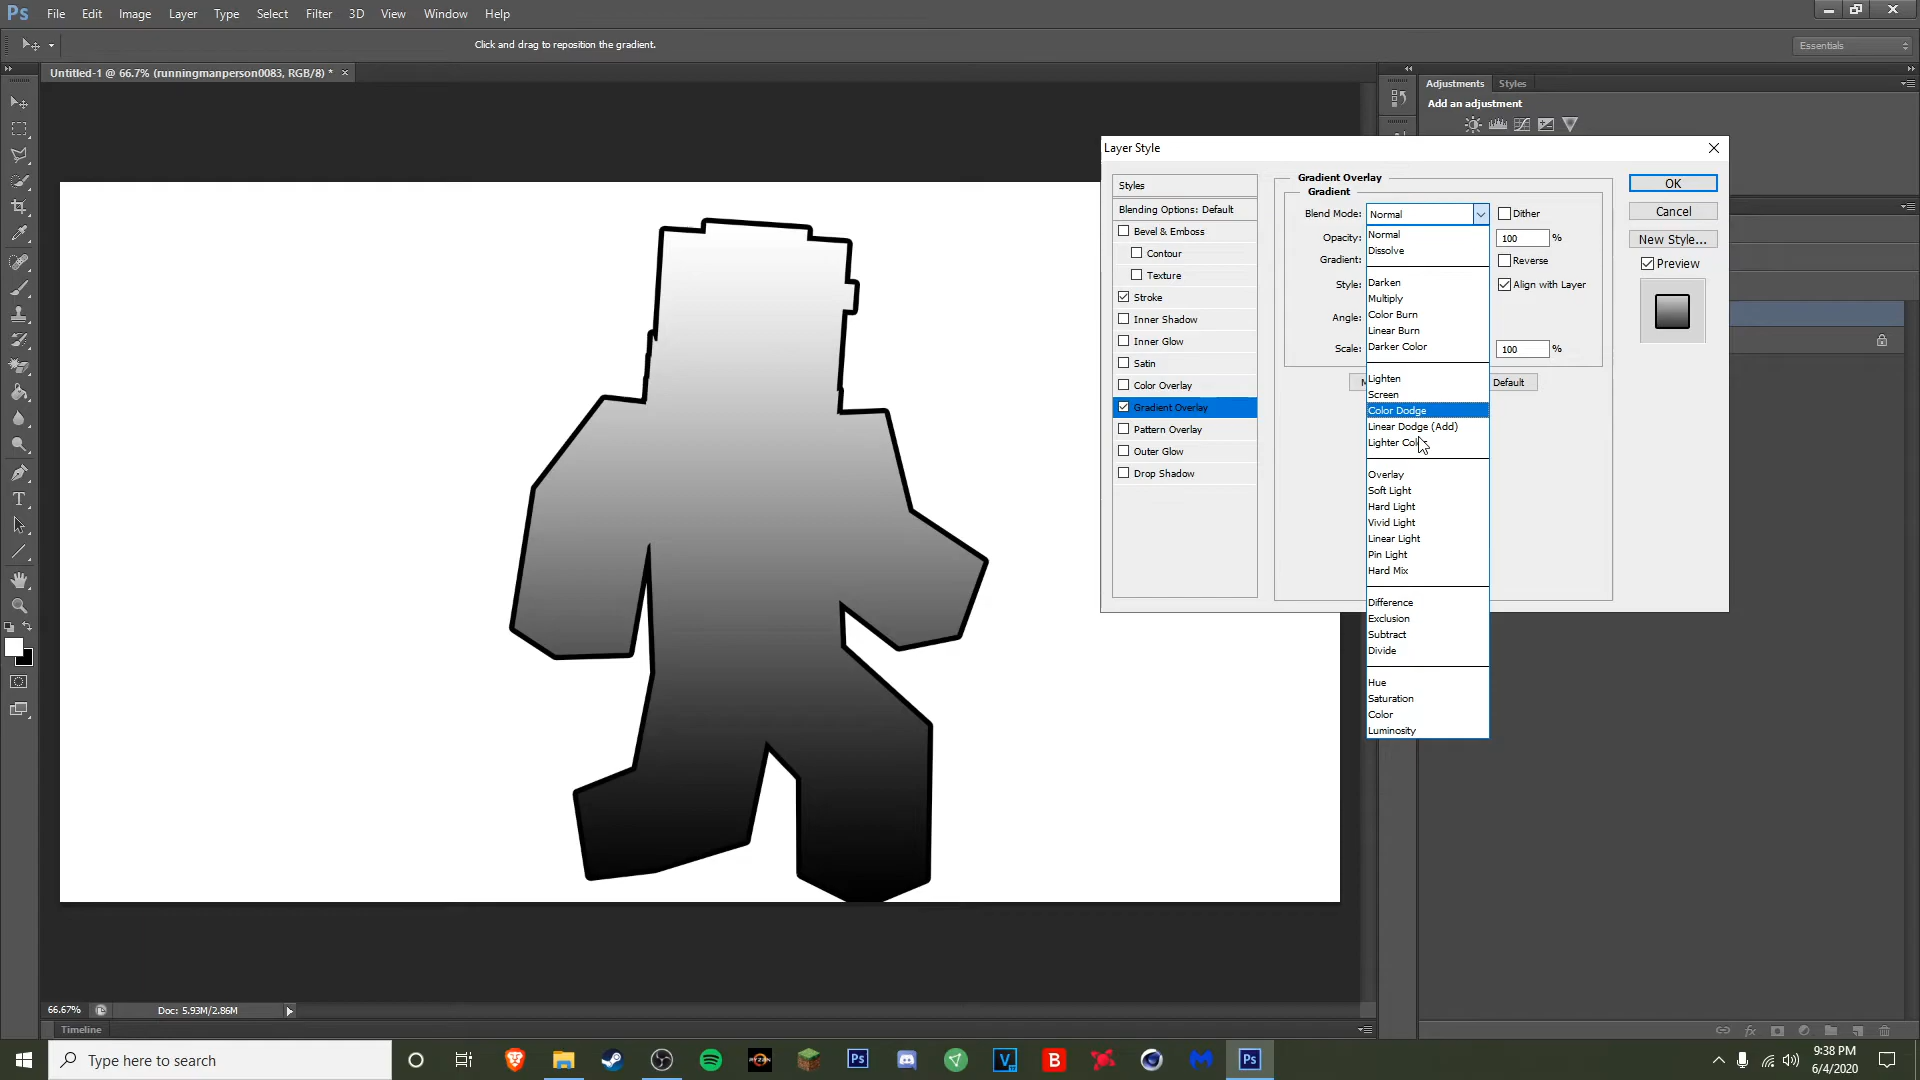 Ps File Edit Image Layer Type Select Filter 3D View Window Help
Click and drag to reposition the gradient.
Essentials
Untitled-1 @ 66.7% (runningmanperson0083, RGB/8) * ×
Adjustments Styles
Add an adjustment
Layer Style
Styles
Blending Options: Default
Bevel & Emboss
Contour
Texture
Stroke
Inner Shadow
Inner Glow
Satin
Color Overlay
Gradient Overlay
Pattern Overlay
Outer Glow
Drop Shadow
Gradient Overlay
Gradient
Blend Mode: Normal Dither
Opacity: 100 %
Gradient: Reverse
Style: Align with Layer
Angle:
Scale: 100 %
Default
Normal
Dissolve
Darken
Multiply
Color Burn
Linear Burn
Darker Color
Lighten
Screen
Color Dodge
Linear Dodge (Add)
Lighter
Overlay
Soft Light
Hard Light
Vivid Light
Linear Light
Pin Light
Hard Mix
Difference
Exclusion
Subtract
Divide
Hue
Saturation
Color
Luminosity
OK
Cancel
New Style...
Preview
66.67% Doc: 5.93M/2.86M
Timeline
Type here to search
RYZEN
Ps
V
B
Ps
9:38 PM
6/4/2020